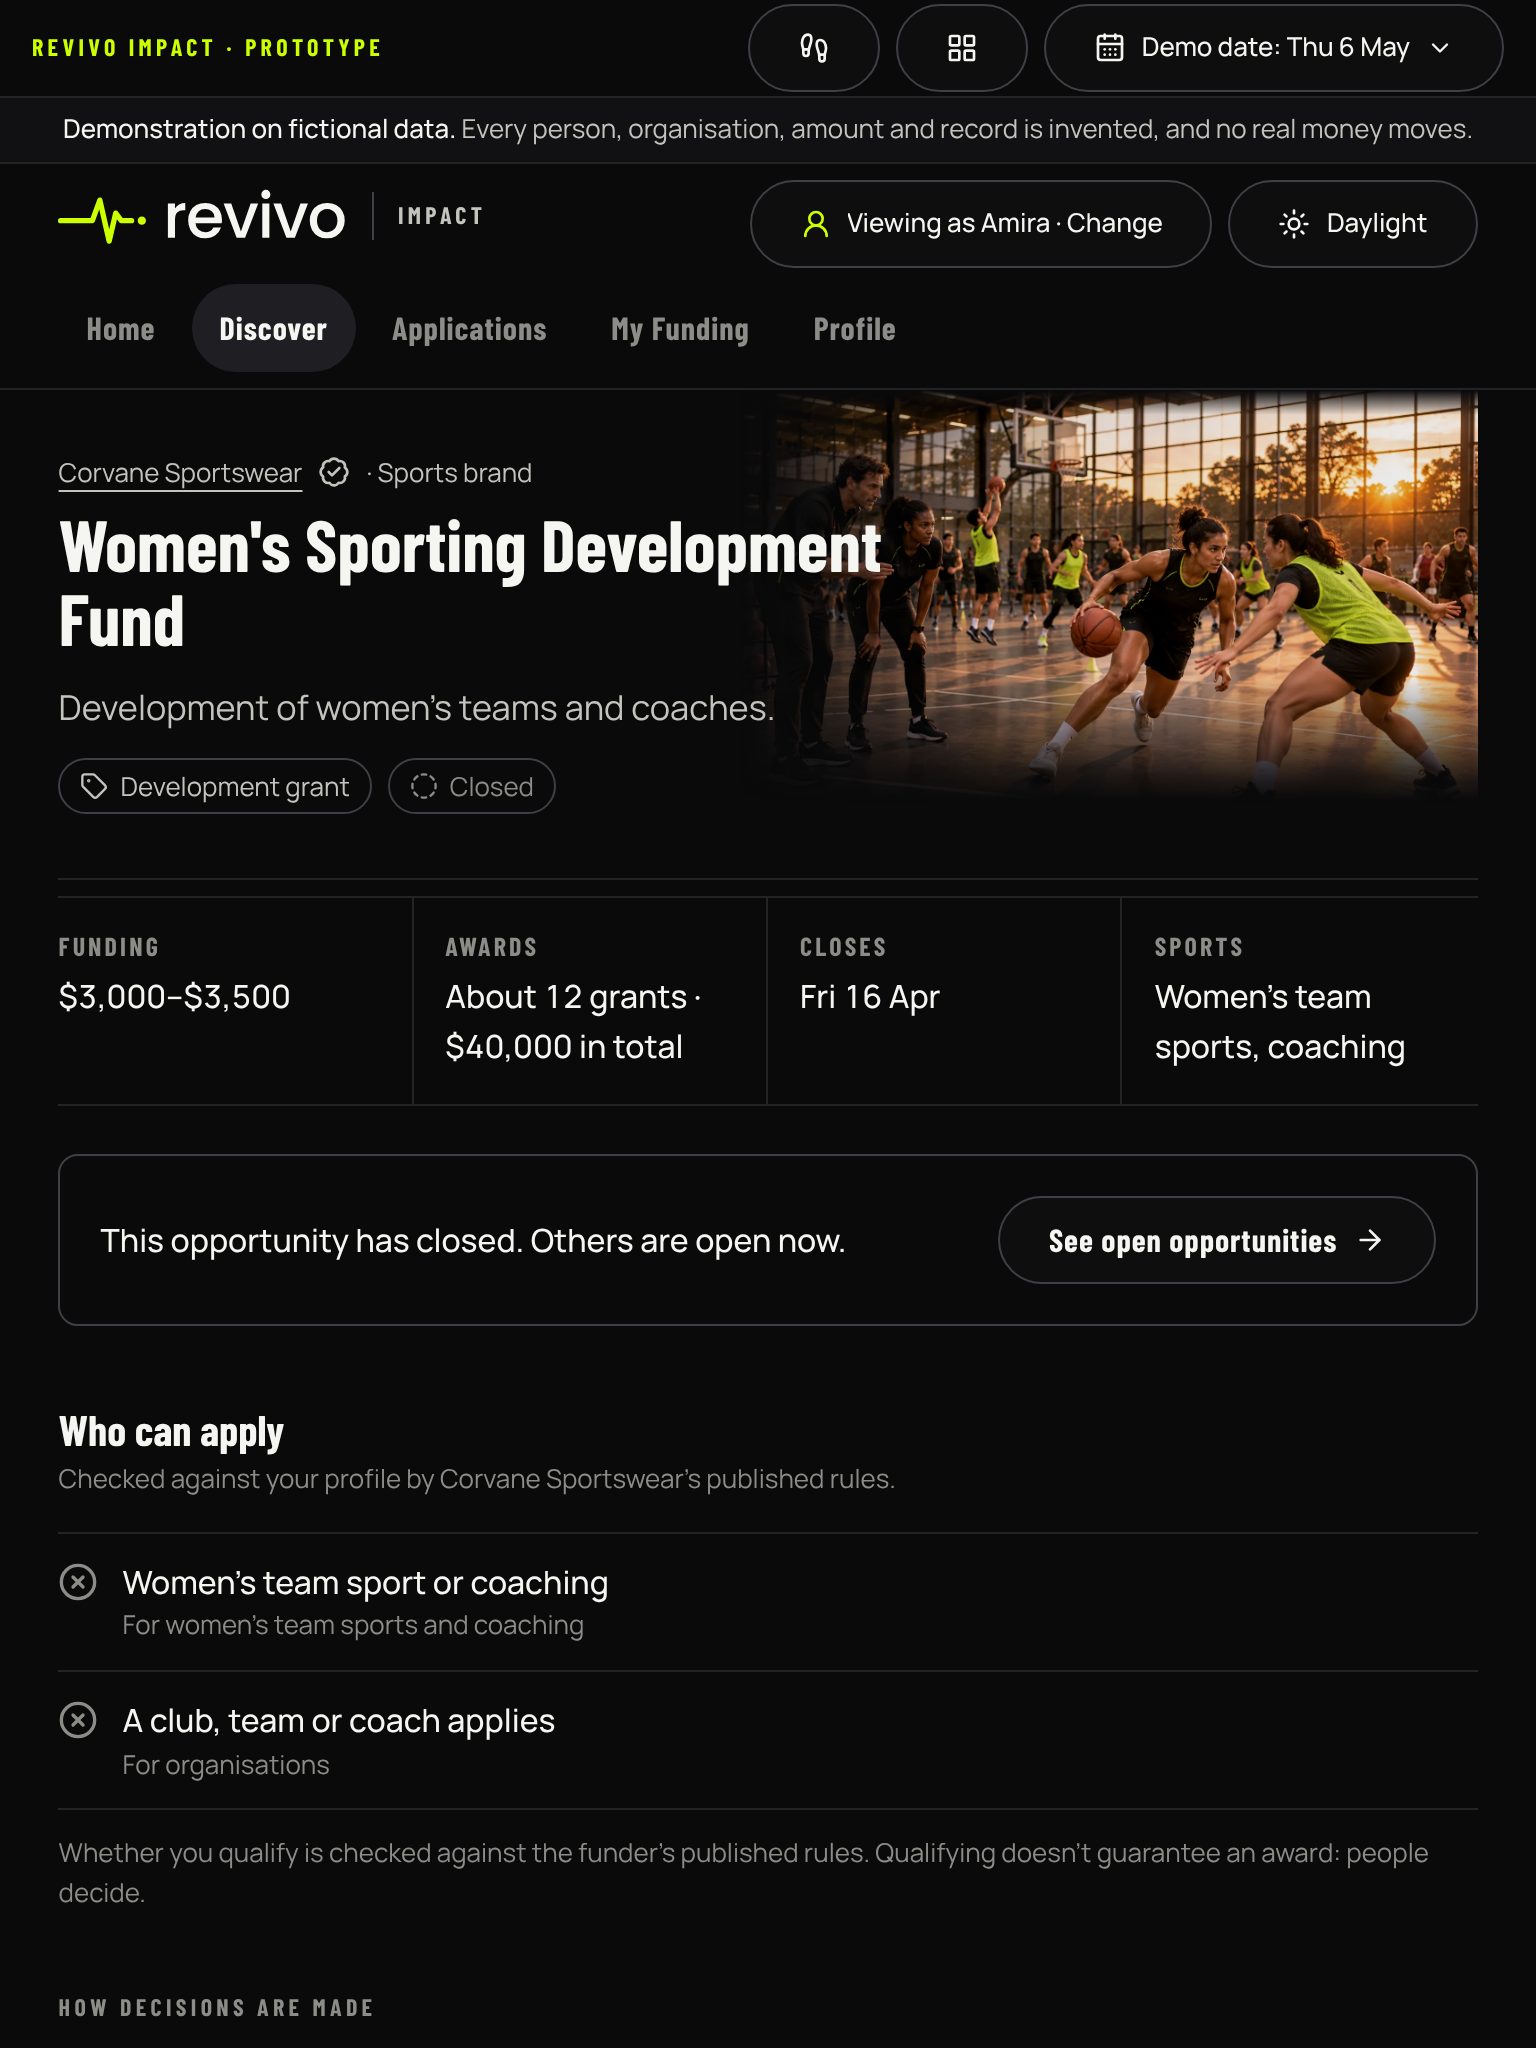 REVIVO IMPACT · PROTOTYPE
Demo date: Thu 6 May
Demonstration on fictional data. Every person, organisation, amount and record is invented, and no real money moves.
revivo
IMPACT
Viewing as Amira · Change
Daylight
Home
Discover
Applications
My Funding
Profile
Corvane Sportswear · Sports brand
Women's Sporting Development
Fund
Development of women’s teams and coaches.
Development grant
Closed
FUNDING
$3,000–$3,500
AWARDS
About 12 grants ·
$40,000 in total
CLOSES
Fri 16 Apr
SPORTS
Women’s team
sports, coaching
This opportunity has closed. Others are open now.
See open opportunities
Who can apply
Checked against your profile by Corvane Sportswear’s published rules.
Women’s team sport or coaching
For women’s team sports and coaching
A club, team or coach applies
For organisations
Whether you qualify is checked against the funder’s published rules. Qualifying doesn’t guarantee an award: people
decide.
HOW DECISIONS ARE MADE